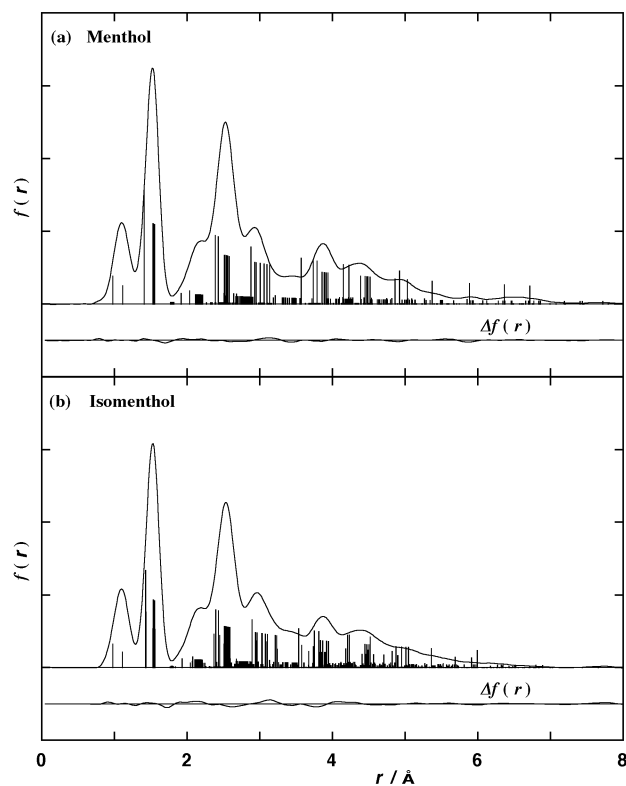 (a) Menthol
f(r)
Δf(r)
(b) Isomenthol
f(r)
Δf(r)
0 2 4 6 8
r / Å